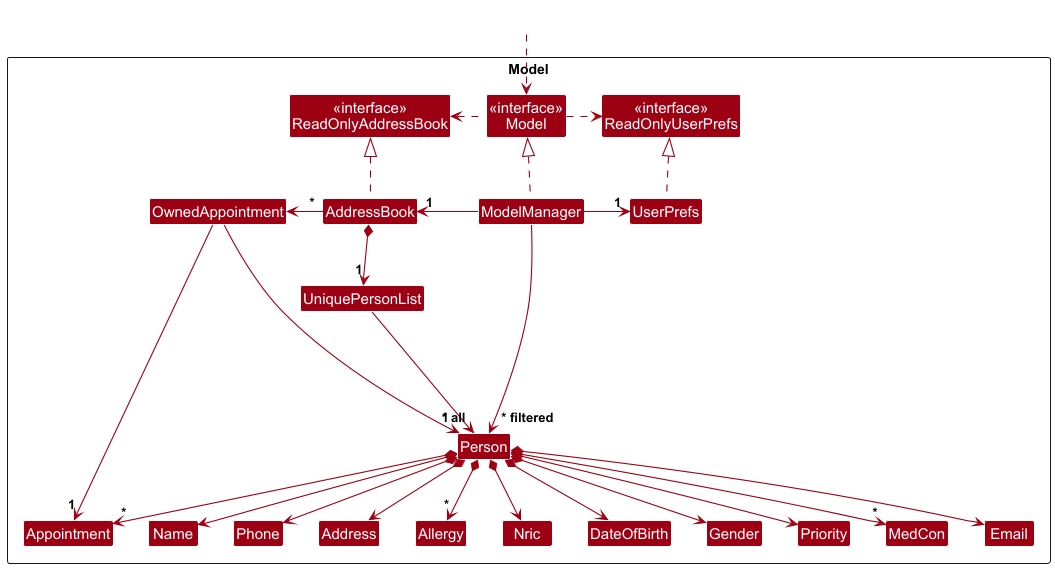 Model
«interface»
ReadOnlyAddressBook
«interface»
Model
«interface»
ReadOnlyUserPrefs
OwnedAppointment
*
AddressBook
1
ModelManager
1
UserPrefs
1
UniquePersonList
1
* all
* filtered
Person
1
*
*
*
Appointment
Name
Phone
Address
Allergy
Nric
DateOfBirth
Gender
Priority
MedCon
Email